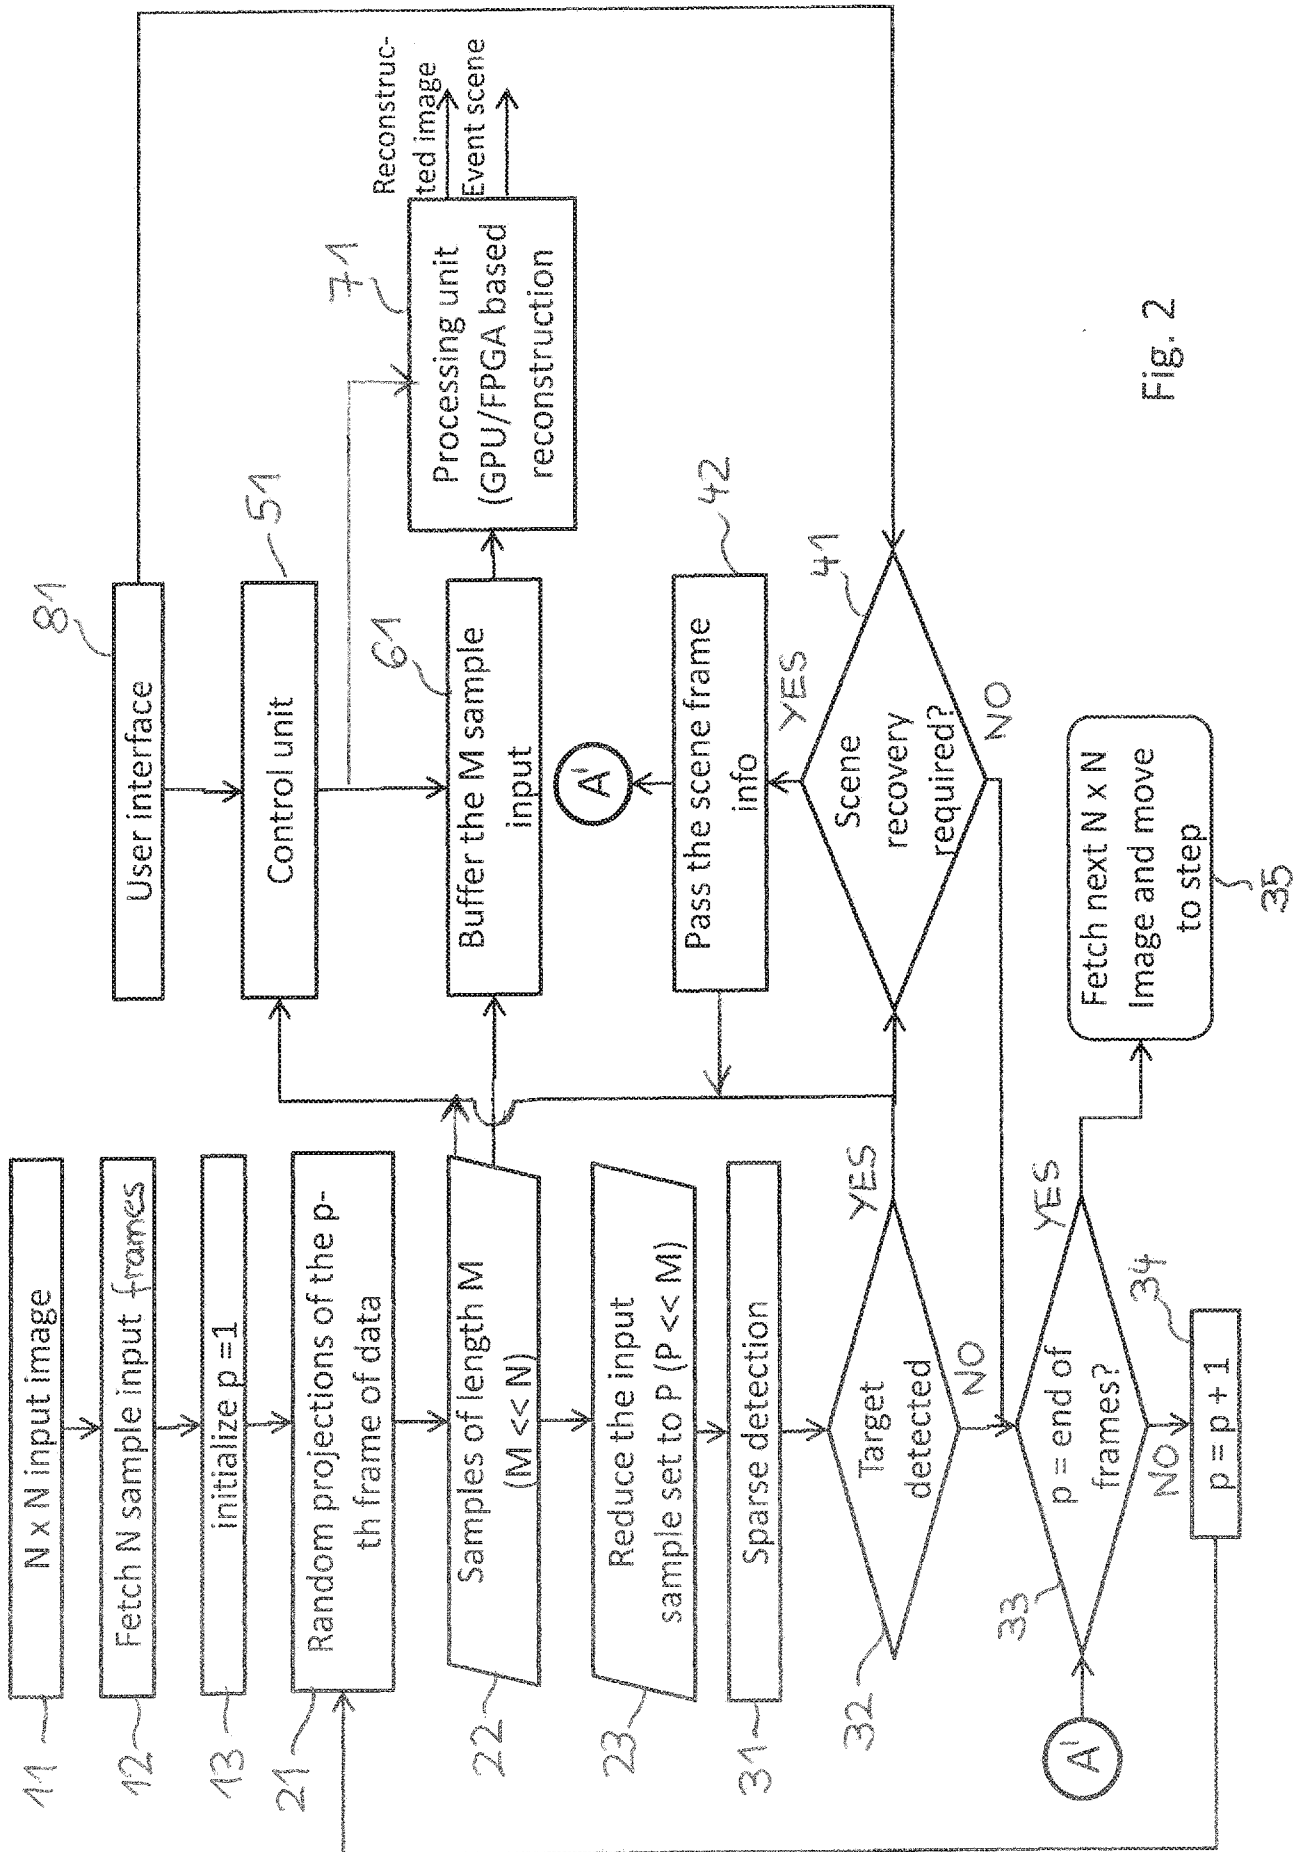 11
N x N input image
12
Fetch N sample input frames
13
initialize p =1
21
Random projections of the p-
th frame of data
22
Samples of length M
(M << N)
23
Reduce the input
sample set to P (P << M)
31
Sparse detection
32
Target
detected
YES
NO
33
p = end of
frames?
YES
NO
A'
34
p = p + 1
Fetch next N x N
Image and move
to step
35
81
User interface
51
Control unit
61
Buffer the M sample
input
71
Processing unit
(GPU/FPGA based
reconstruction
Reconstruc-
ted image
Event scene
A'
42
Pass the scene frame
info
YES
41
Scene
recovery
required?
NO
Fig. 2